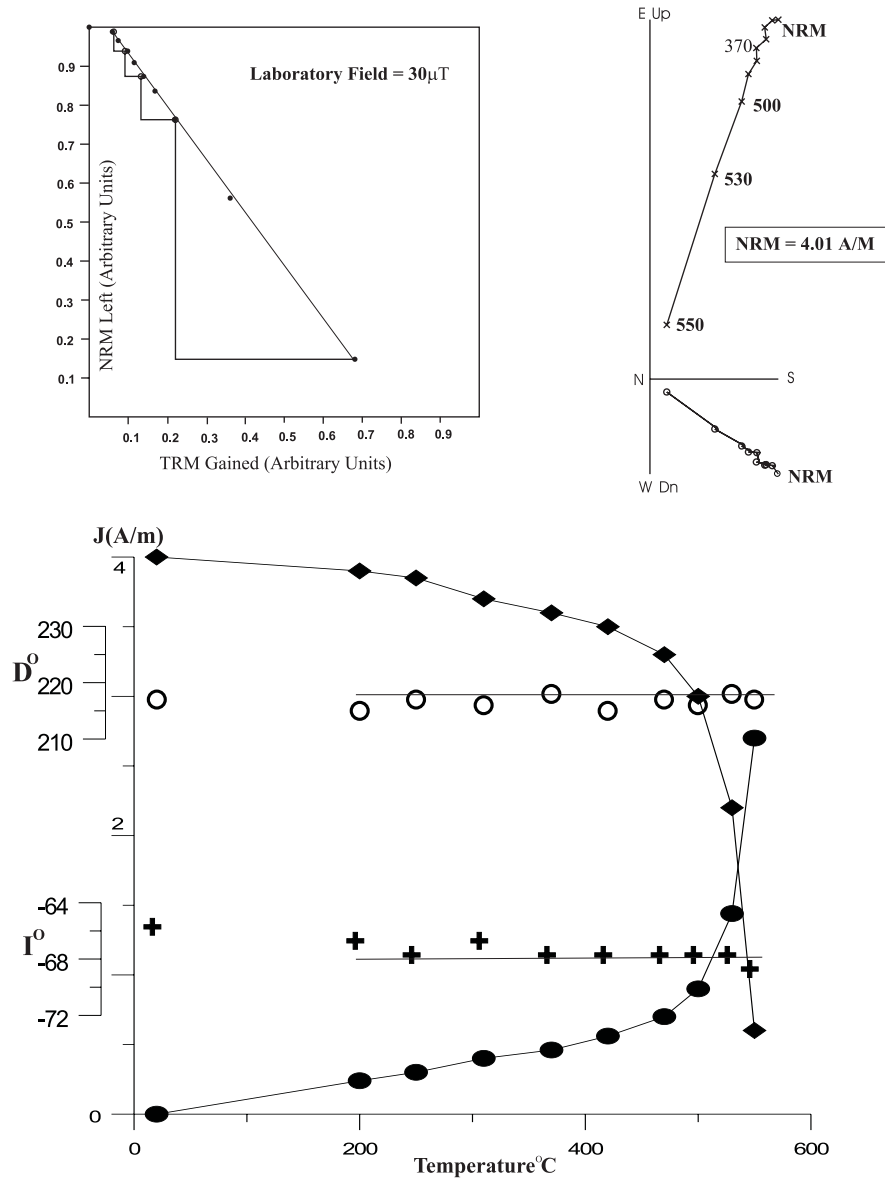 0.9
0.8
0.7
0.6
0.5
0.4
0.3
0.2
0.1
NRM Left (Arbitrary Units)
Laboratory Field = 30μT
0.1 0.2 0.3 0.4 0.5 0.6 0.7 0.8 0.9
TRM Gained (Arbitrary Units)
E Up
NRM
370
500
530
NRM = 4.01 A/M
550
N
S
NRM
W Dn
J(A/m)
4
230
D°
220
210
2
-64
I°
-68
-72
0
0 200 400 600
Temperature°C